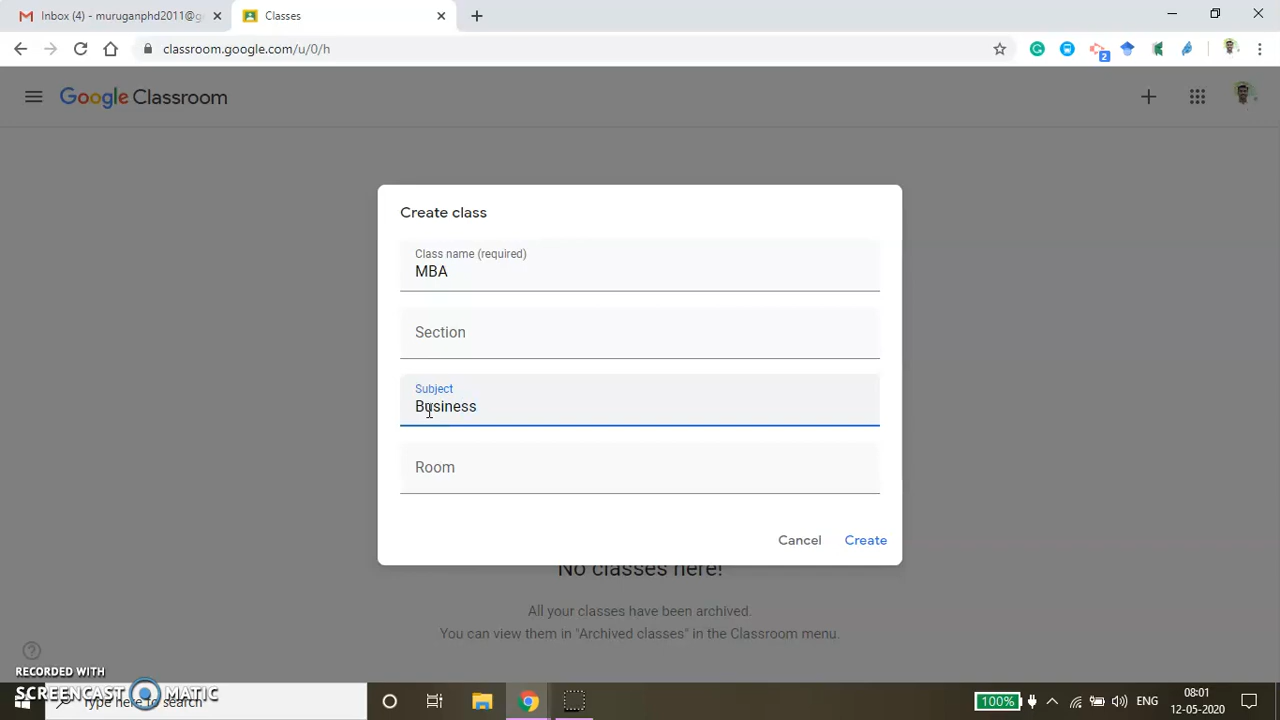 Inbox (4) - muruganphd2011@g
Classes
classroom.google.com/u/0/h
2
Google Classroom
Create class
Class name (required)
MBA
Section
Subject
Business
Room
Cancel
Create
No classes here!
All your classes have been archived.
You can view them in "Archived classes" in the Classroom menu.
RECORDED WITH
SCREENCAST MATIC
Type here to search
100%
ENG
08:01
12-05-2020